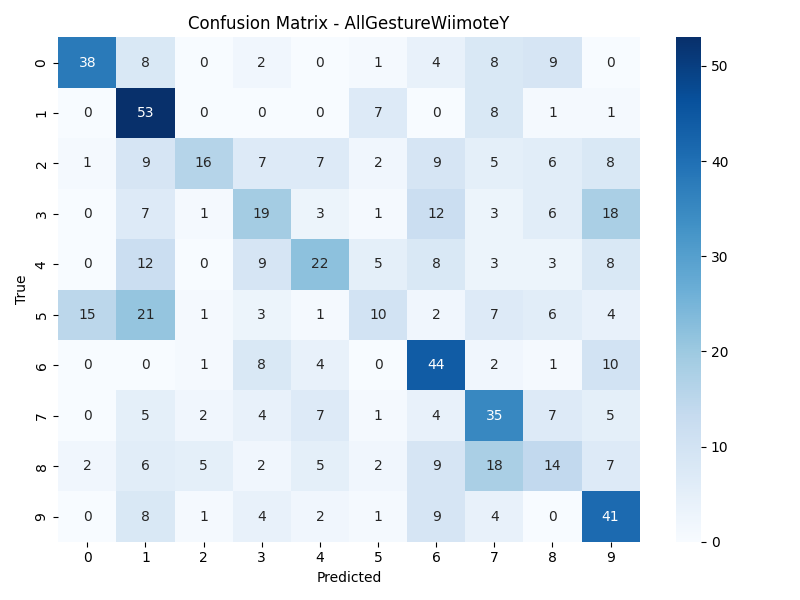 Confusion Matrix - AllGestureWiimoteY
0 38 8 0 2 0 1 4 8 9 0
1 0 53 0 0 0 7 0 8 1 1
2 1 9 16 7 7 2 9 5 6 8
3 0 7 1 19 3 1 12 3 6 18
4 0 12 0 9 22 5 8 3 3 8
5 15 21 1 3 1 10 2 7 6 4
6 0 0 1 8 4 0 44 2 1 10
7 0 5 2 4 7 1 4 35 7 5
8 2 6 5 2 5 2 9 18 14 7
9 0 8 1 4 2 1 9 4 0 41
0 1 2 3 4 5 6 7 8 9
Predicted
True
50
40
30
20
10
0